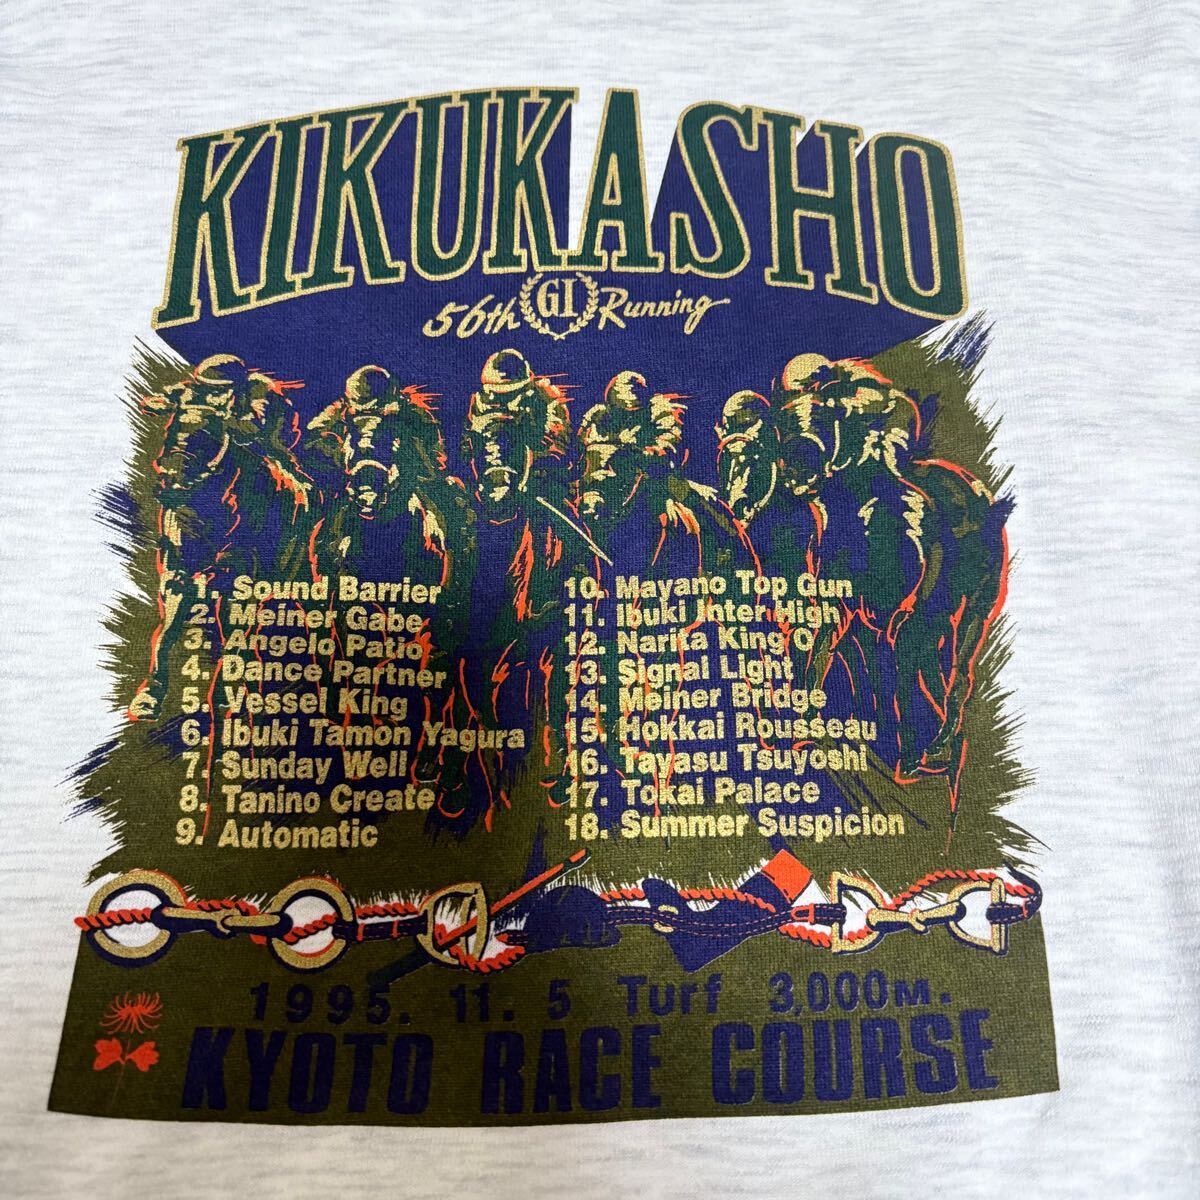 KIKUKASHO
56th GI Running
1. Sound Barrier
2. Meiner Gabe
3. Angelo Patio
4. Dance Partner
5. Vessel King
6. Ibuki Tamon Yagura
7. Sunday Well
8. Tanino Create
9. Automatic
10. Mayano Top Gun
11. Ibuki Inter High
12. Narita King O
13. Signal Light
14. Meiner Bridge
15. Hokkai Rousseau
16. Tayasu Tsuyoshi
17. Tokai Palace
18. Summer Suspicion
1995. 11. 5 Turf 3,000M.
KYOTO RACE COURSE